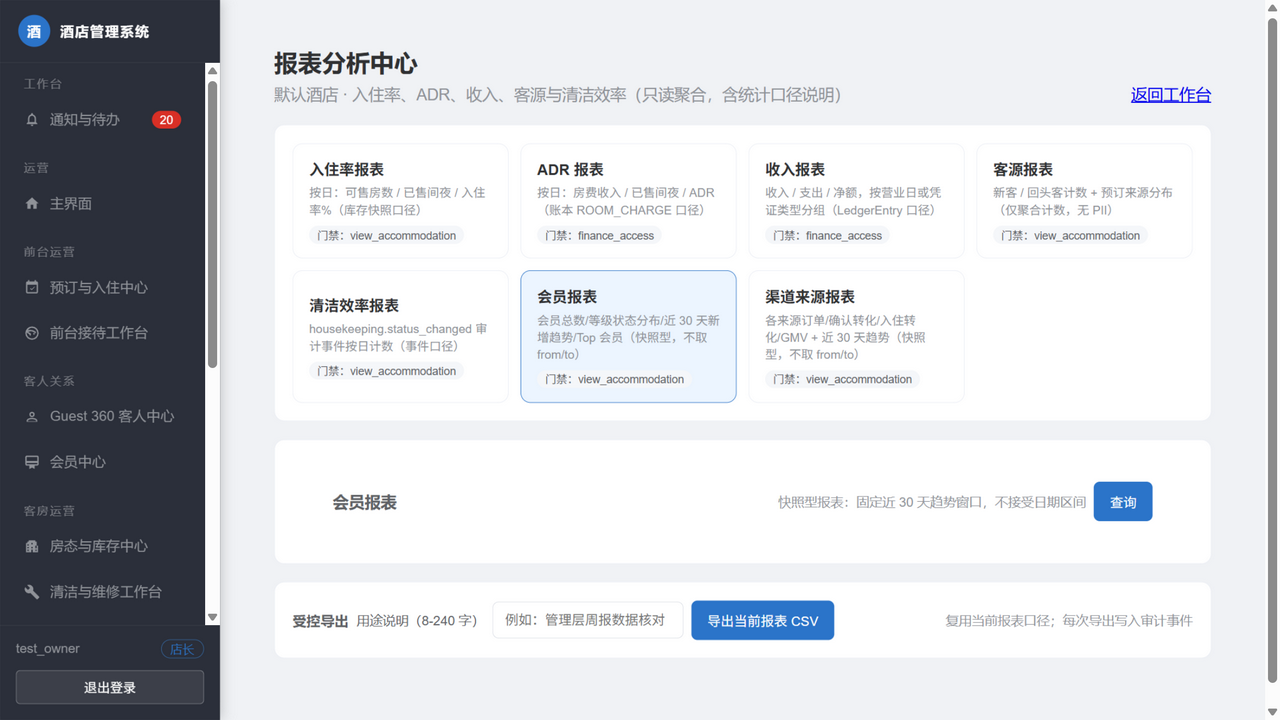 酒 酒店管理系统
工作台
通知与待办 20
运营
主界面
前台运营
预订与入住中心
前台接待工作台
客人关系
Guest 360 客人中心
会员中心
客房运营
房态与库存中心
清洁与维修工作台
test_owner 店长
退出登录
报表分析中心
默认酒店 · 入住率、ADR、收入、客源与清洁效率（只读聚合，含统计口径说明）
返回工作台
入住率报表
按日：可售房数 / 已售间夜 / 入住
率%（库存快照口径）
门禁：view_accommodation
ADR 报表
按日：房费收入 / 已售间夜 / ADR
（账本 ROOM_CHARGE 口径）
门禁：finance_access
收入报表
收入 / 支出 / 净额，按营业日或凭
证类型分组（LedgerEntry 口径）
门禁：finance_access
客源报表
新客 / 回头客计数 + 预订来源分布
（仅聚合计数，无 PII）
门禁：view_accommodation
清洁效率报表
housekeeping.status_changed 审
计事件按日计数（事件口径）
门禁：view_accommodation
会员报表
会员总数/等级状态分布/近 30 天新
增趋势/Top 会员（快照型，不取
from/to）
门禁：view_accommodation
渠道来源报表
各来源订单/确认转化/入住转
化/GMV + 近 30 天趋势（快照
型，不取 from/to）
门禁：view_accommodation
会员报表
快照型报表：固定近 30 天趋势窗口，不接受日期区间
查询
受控导出 用途说明（8-240 字）
例如：管理层周报数据核对
导出当前报表 CSV
复用当前报表口径；每次导出写入审计事件